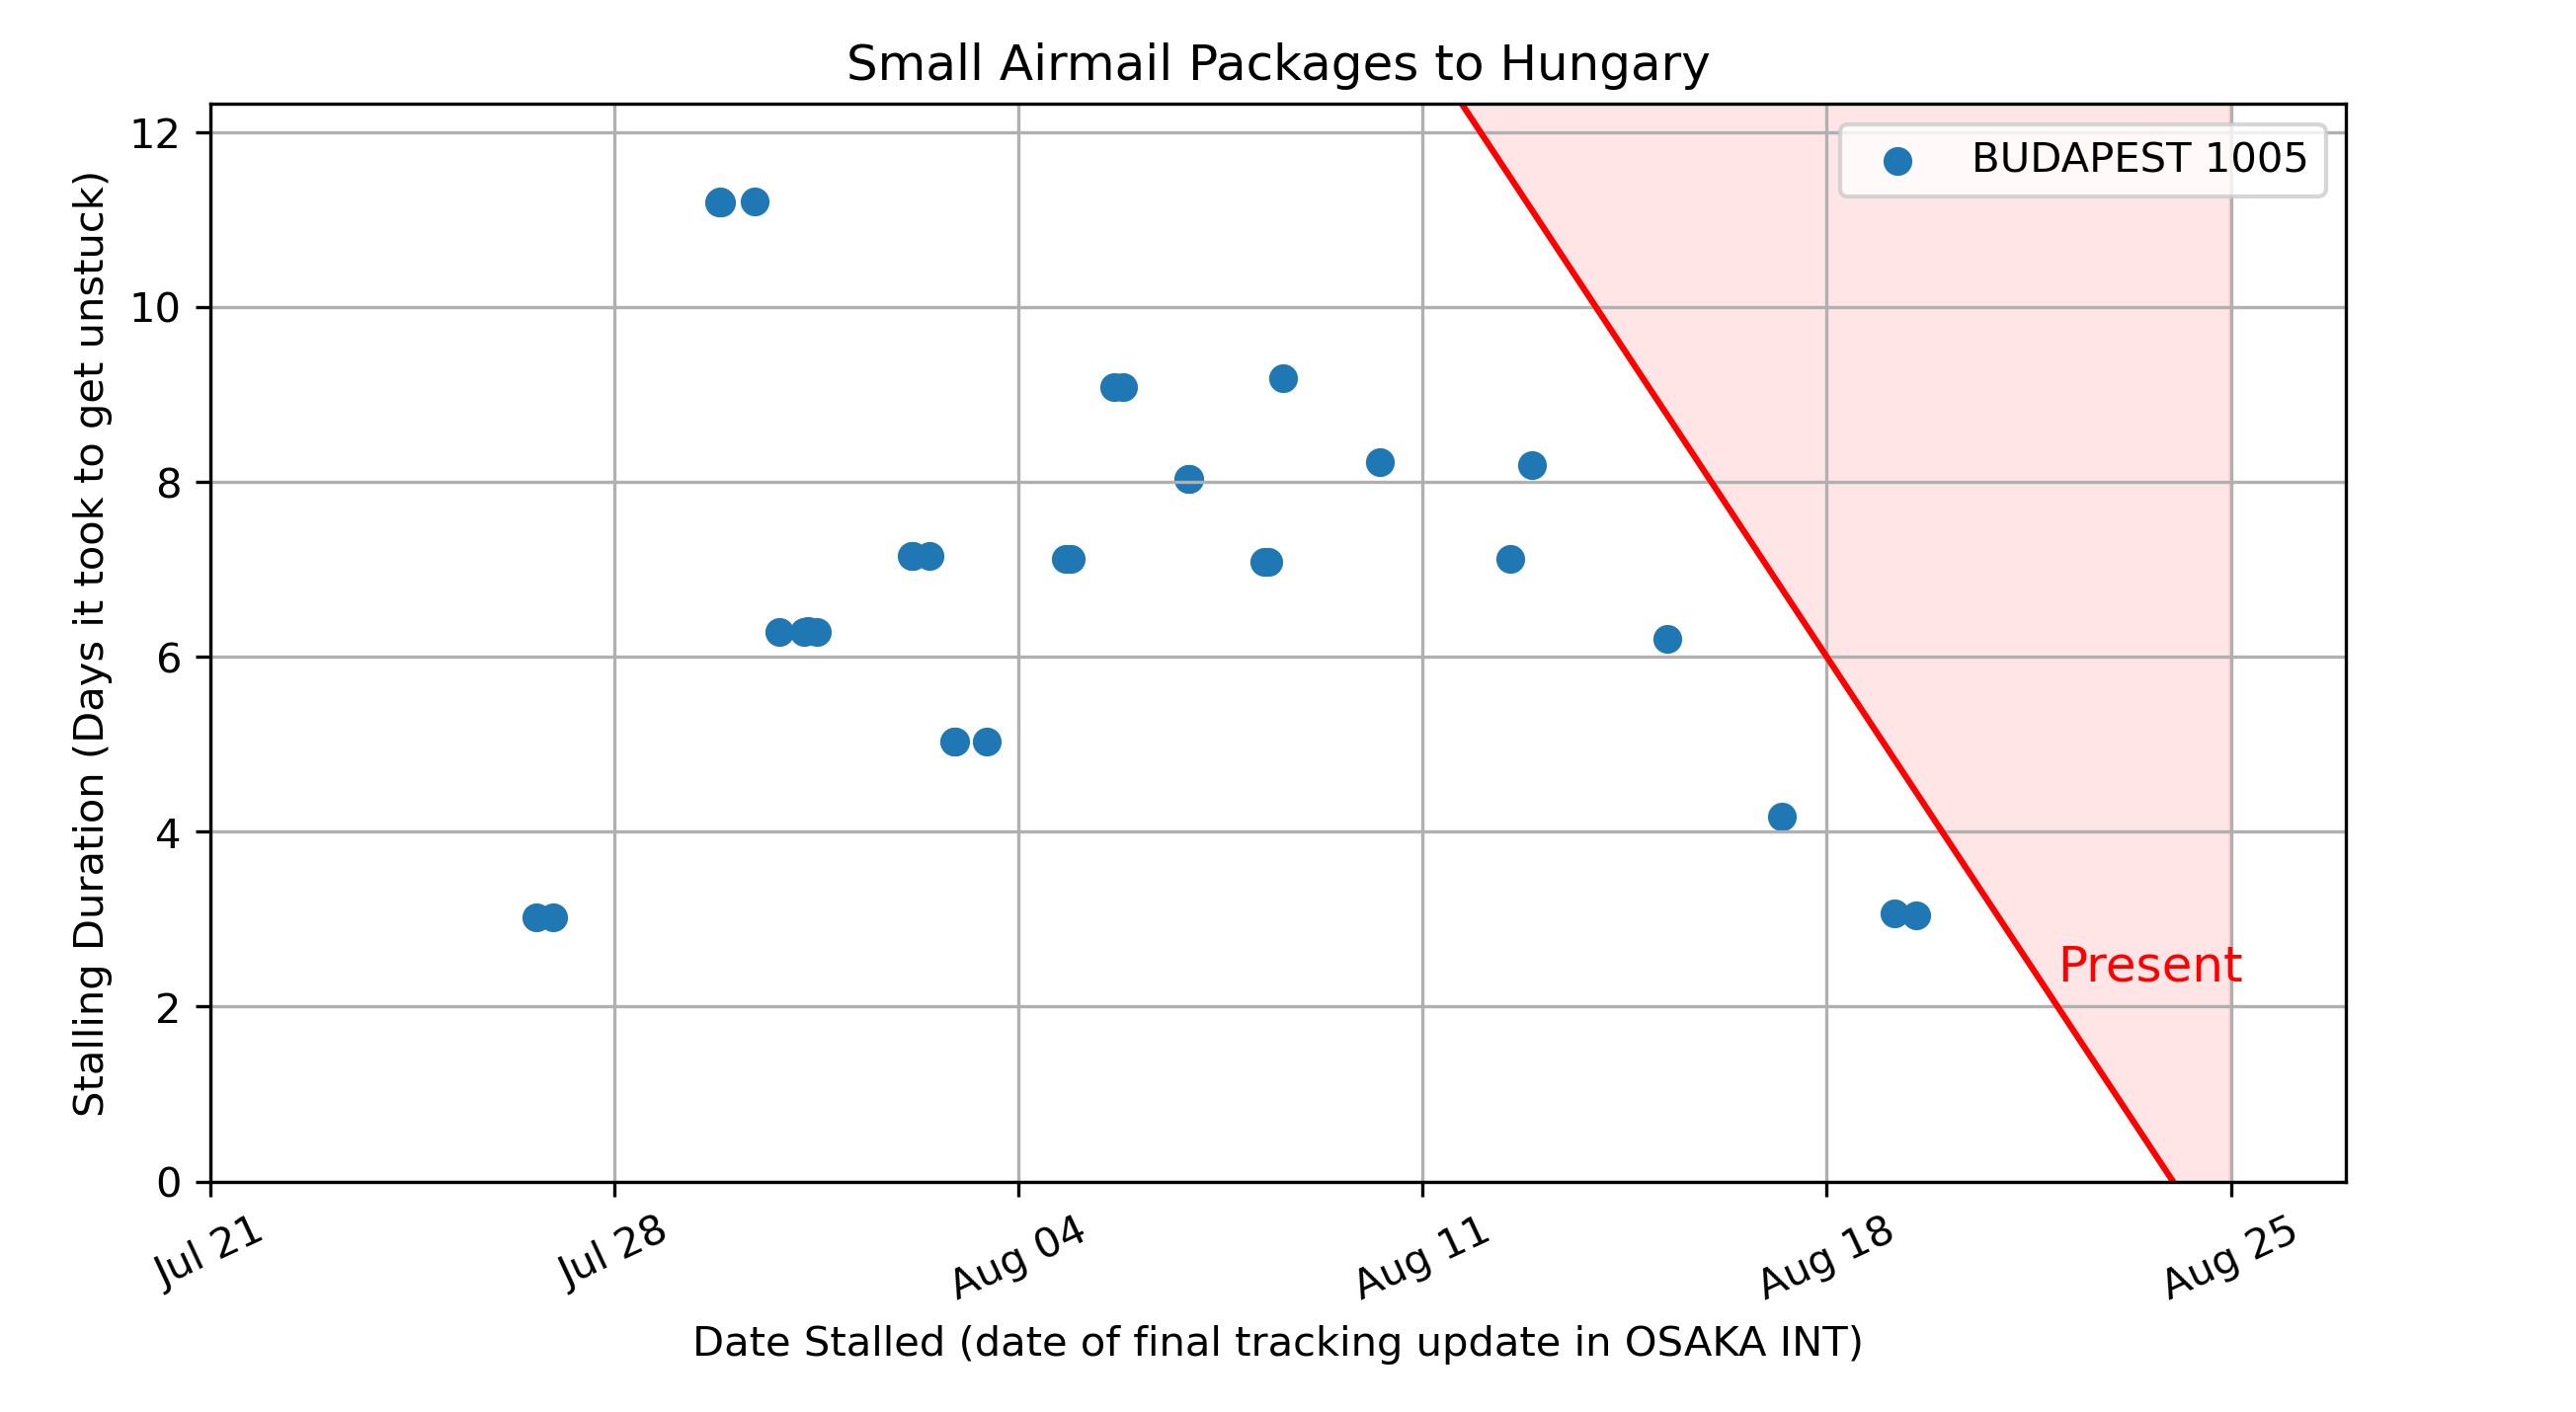 Small Airmail Packages to Hungary
Stalling Duration (Days it took to get unstuck)
12
10
8
6
4
2
0
BUDAPEST 1005
Present
Jul 21
Jul 28
Aug 04
Aug 11
Aug 18
Aug 25
Date Stalled (date of final tracking update in OSAKA INT)